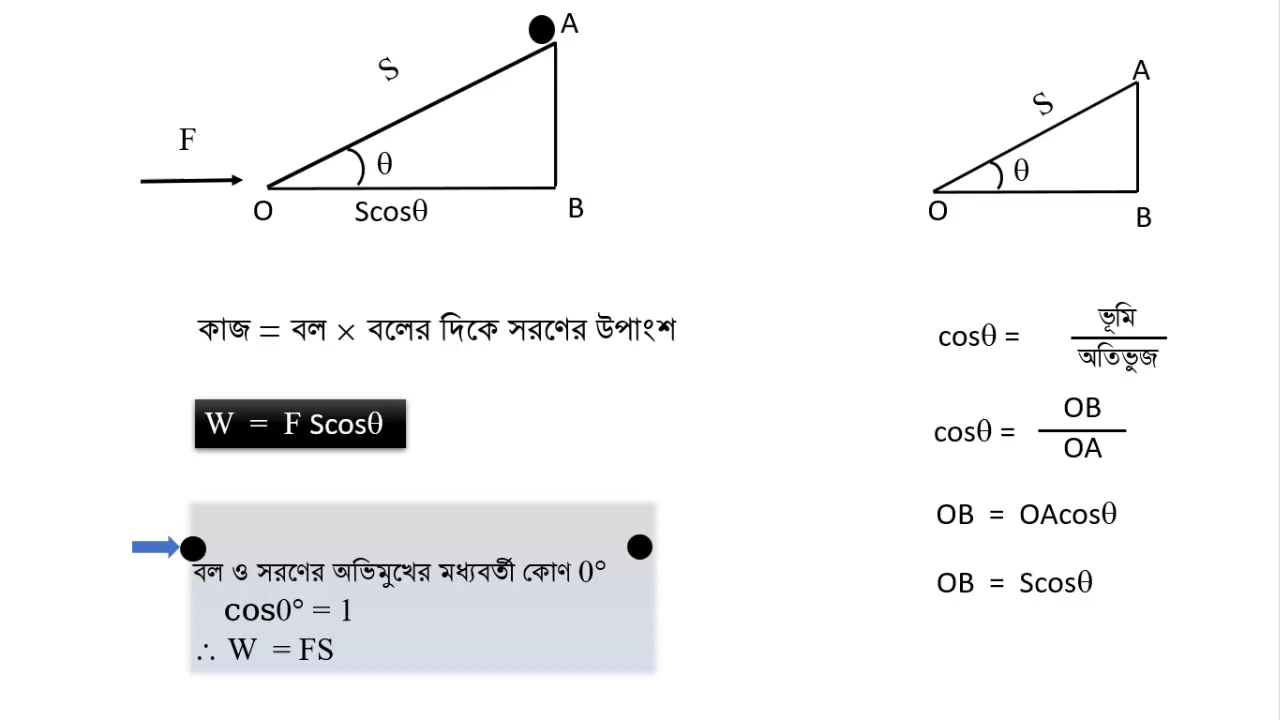 A
S
F
θ
O
Scosθ
B
কাজ = বল × বলের দিকে সরণের উপাংশ
W = F Scosθ
বল ও সরণের অভিমুখের মধ্যবর্তী কোণ 0°
cos0° = 1
∴ W = FS
A
S
θ
O
B
cosθ = ভূমি
অতিভুজ
cosθ = OB
OA
OB = OAcosθ
OB = Scosθ